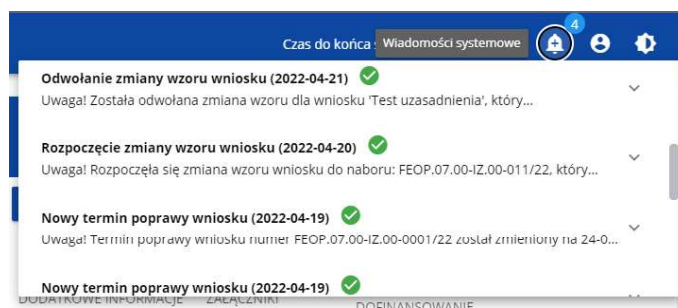 4
Czas do końca
Wiadomości systemowe
Odwołanie zmiany wzoru wniosku (2022-04-21)
Uwaga! Została odwołana zmiana wzoru dla wniosku 'Test uzasadnienia', który...
Rozpoczęcie zmiany wzoru wniosku (2022-04-20)
Uwaga! Rozpoczęła się zmiana wzoru wniosku do naboru: FEOP.07.00-IZ.00-011/22, który...
Nowy termin poprawy wniosku (2022-04-19)
Uwaga! Termin poprawy wniosku numer FEOP.07.00-IZ.00-0001/22 został zmieniony na 24-0...
Nowy termin poprawy wniosku (2022-04-19)
DODATKOWE INFORMACJE ZAŁĄCZNIKI DOFINANSOWANIE